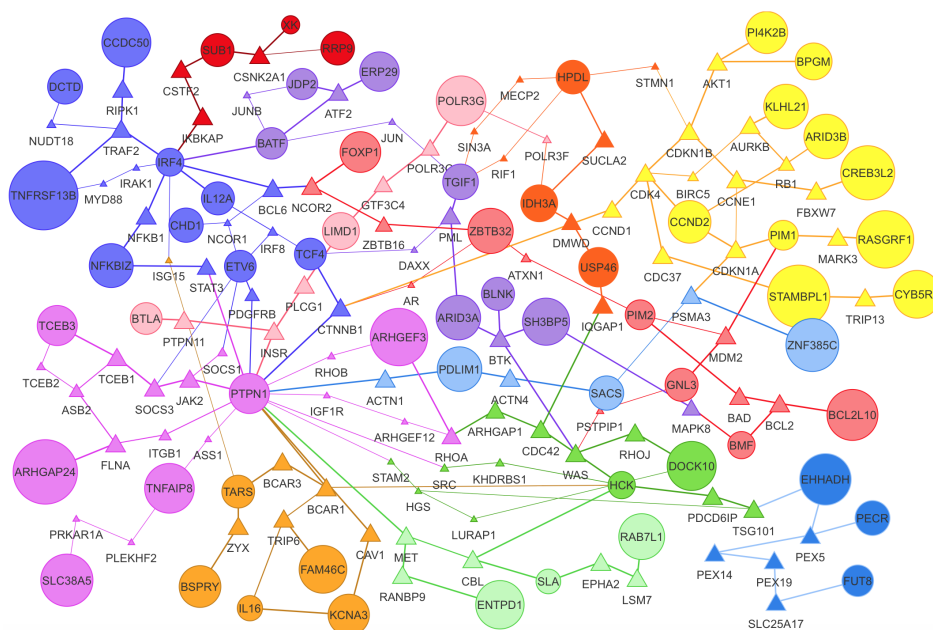 XK
PI4K2B
CCDC50
SUB1
RRP9
BPGM
CSNK2A1
HPDL
STMN1
AKT1
DCTD
CSTF2
JDP2
ERP29
MECP2
POLR3G
KLHL21
RIPK1
JUNB
ATF2
NUDT18
TRAF2
IKBKAP
BATF
JUN
SIN3A
POLR3F
SUCLA2
CDKN1B
AURKB
ARID3B
IRF4
FOXP1
POLR3C
RIF1
RB1
CREB3L2
TNFRSF13B
IRAK1
MYD88
IL12A
BCL6
NCOR2
GTF3C4
TGIF1
IDH3A
CDK4
BIRC5
CCNE1
FBXW7
NFKB1
CHD1
NCOR1
IRF8
LIMD1
ZBTB16
PML
ZBTB32
DMWD
CCND1
CCND2
PIM1
RASGRF1
NFKBIZ
ISG15
ETV6
TCF4
DAXX
ATXN1
USP46
CDC37
CDKN1A
MARK3
STAT3
PDGFRB
PLCG1
AR
BLNK
STAMBPL1
CYB5R
TRIP13
BTLA
PTPN11
CTNNB1
ARID3A
SH3BP5
IQGAP1
PIM2
PSMA3
TCEB3
INSR
ARHGEF3
BTK
MDM2
ZNF385C
TCEB2
TCEB1
SOCS1
RHOB
PDLIM1
GNL3
ASB2
SOCS3
JAK2
PTPN1
ACTN1
ACTN4
SACS
MAPK8
BAD
BCL2L10
IGF1R
PSTPIP1
BCL2
FLNA
ITGB1
ASS1
ARHGEF12
ARHGAP1
CDC42
RHOJ
BMF
ARHGAP24
TNFAIP8
STAM2
RHOA
SRC
KHDRBS1
WAS
DOCK10
EHHADH
TARS
BCAR3
HCK
PDCD6IP
BCAR1
HGS
TSG101
PECR
PRKAR1A
ZYX
TRIP6
CAV1
LURAP1
RAB7L1
PEX5
PLEKHF2
MET
PEX14
PEX19
SLC38A5
BSPRY
FAM46C
RANBP9
CBL
SLA
EPHA2
LSM7
FUT8
IL16
KCNA3
ENTPD1
SLC25A17